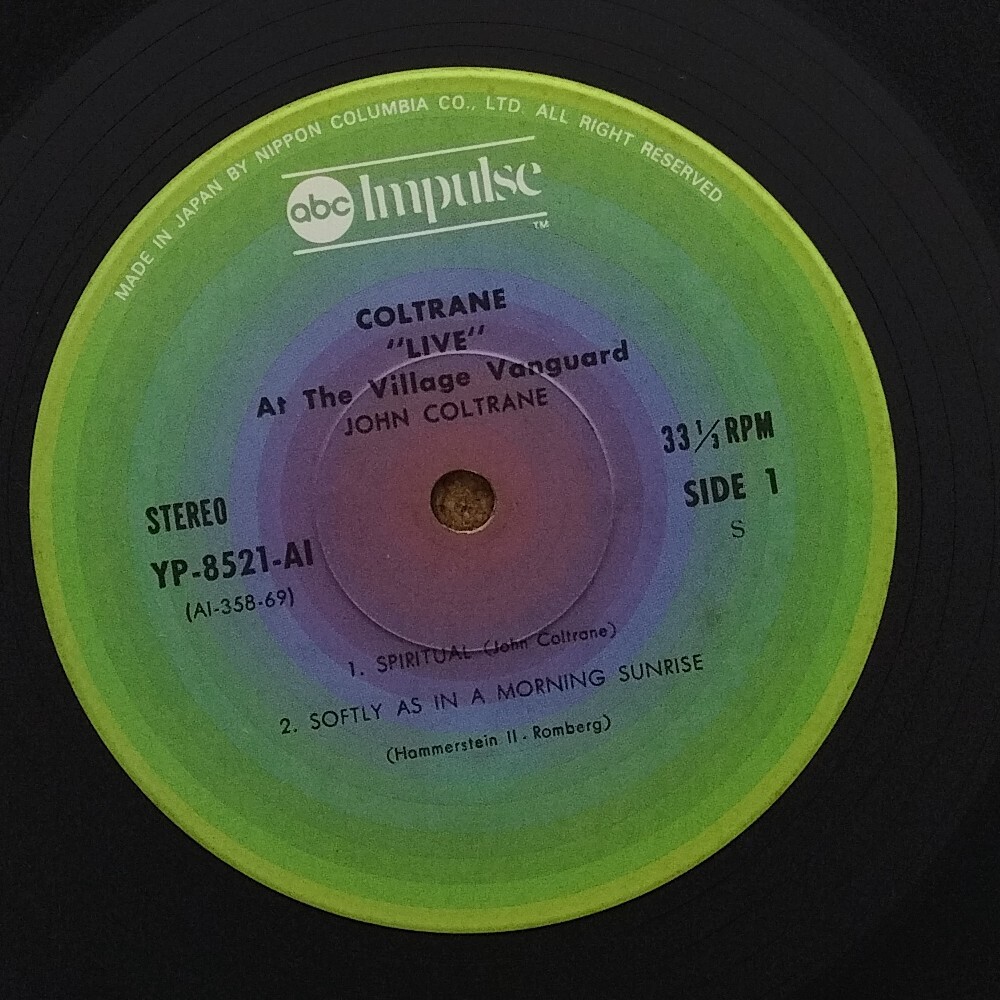 MADE IN JAPAN BY NIPPON COLUMBIA CO., LTD. ALL RIGHT RESERVED
abc Impulse
TM
COLTRANE
"LIVE"
At The Village Vanguard
JOHN COLTRANE
33 1/3 RPM
SIDE 1
S
STEREO
YP-8521-AI
(AI-358-69)
1. SPIRITUAL (John Coltrane)
2. SOFTLY AS IN A MORNING SUNRISE
(Hammerstein II - Romberg)